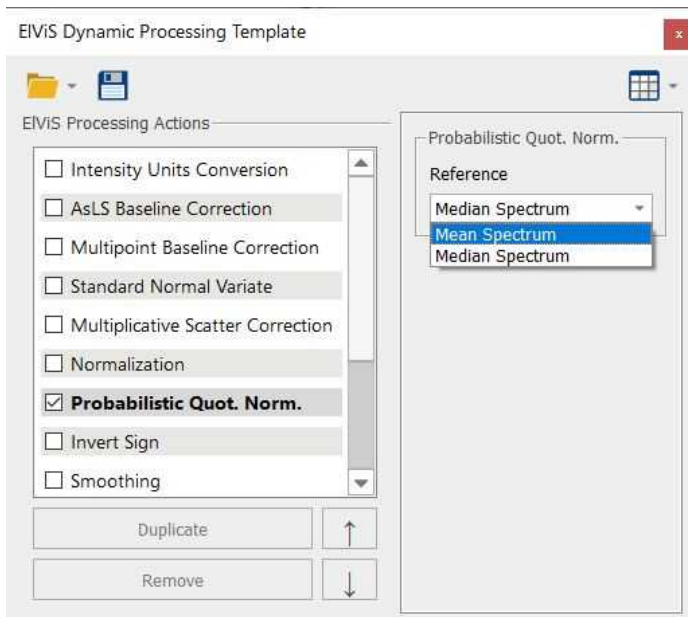 ElViS Dynamic Processing Template
x
ElViS Processing Actions
Intensity Units Conversion
AsLS Baseline Correction
Multipoint Baseline Correction
Standard Normal Variate
Multiplicative Scatter Correction
Normalization
Probabilistic Quot. Norm.
Invert Sign
Smoothing
Duplicate
↑
Remove
↓
Probabilistic Quot. Norm.
Reference
Median Spectrum
Mean Spectrum
Median Spectrum